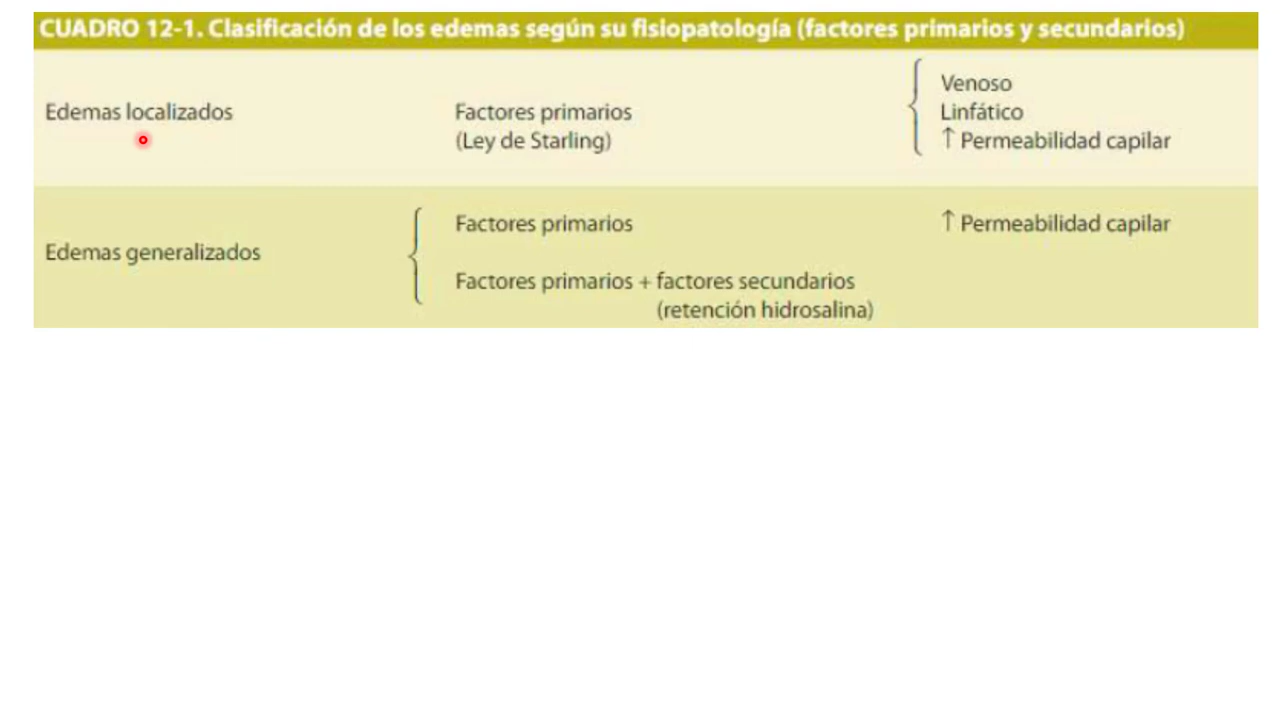 CUADRO 12-1. Clasificación de los edemas según su fisiopatología (factores primarios y secundarios)
Edemas localizados
Factores primarios
(Ley de Starling)
Venoso
Linfático
↑ Permeabilidad capilar
Edemas generalizados
Factores primarios
↑ Permeabilidad capilar
Factores primarios + factores secundarios
(retención hidrosalina)